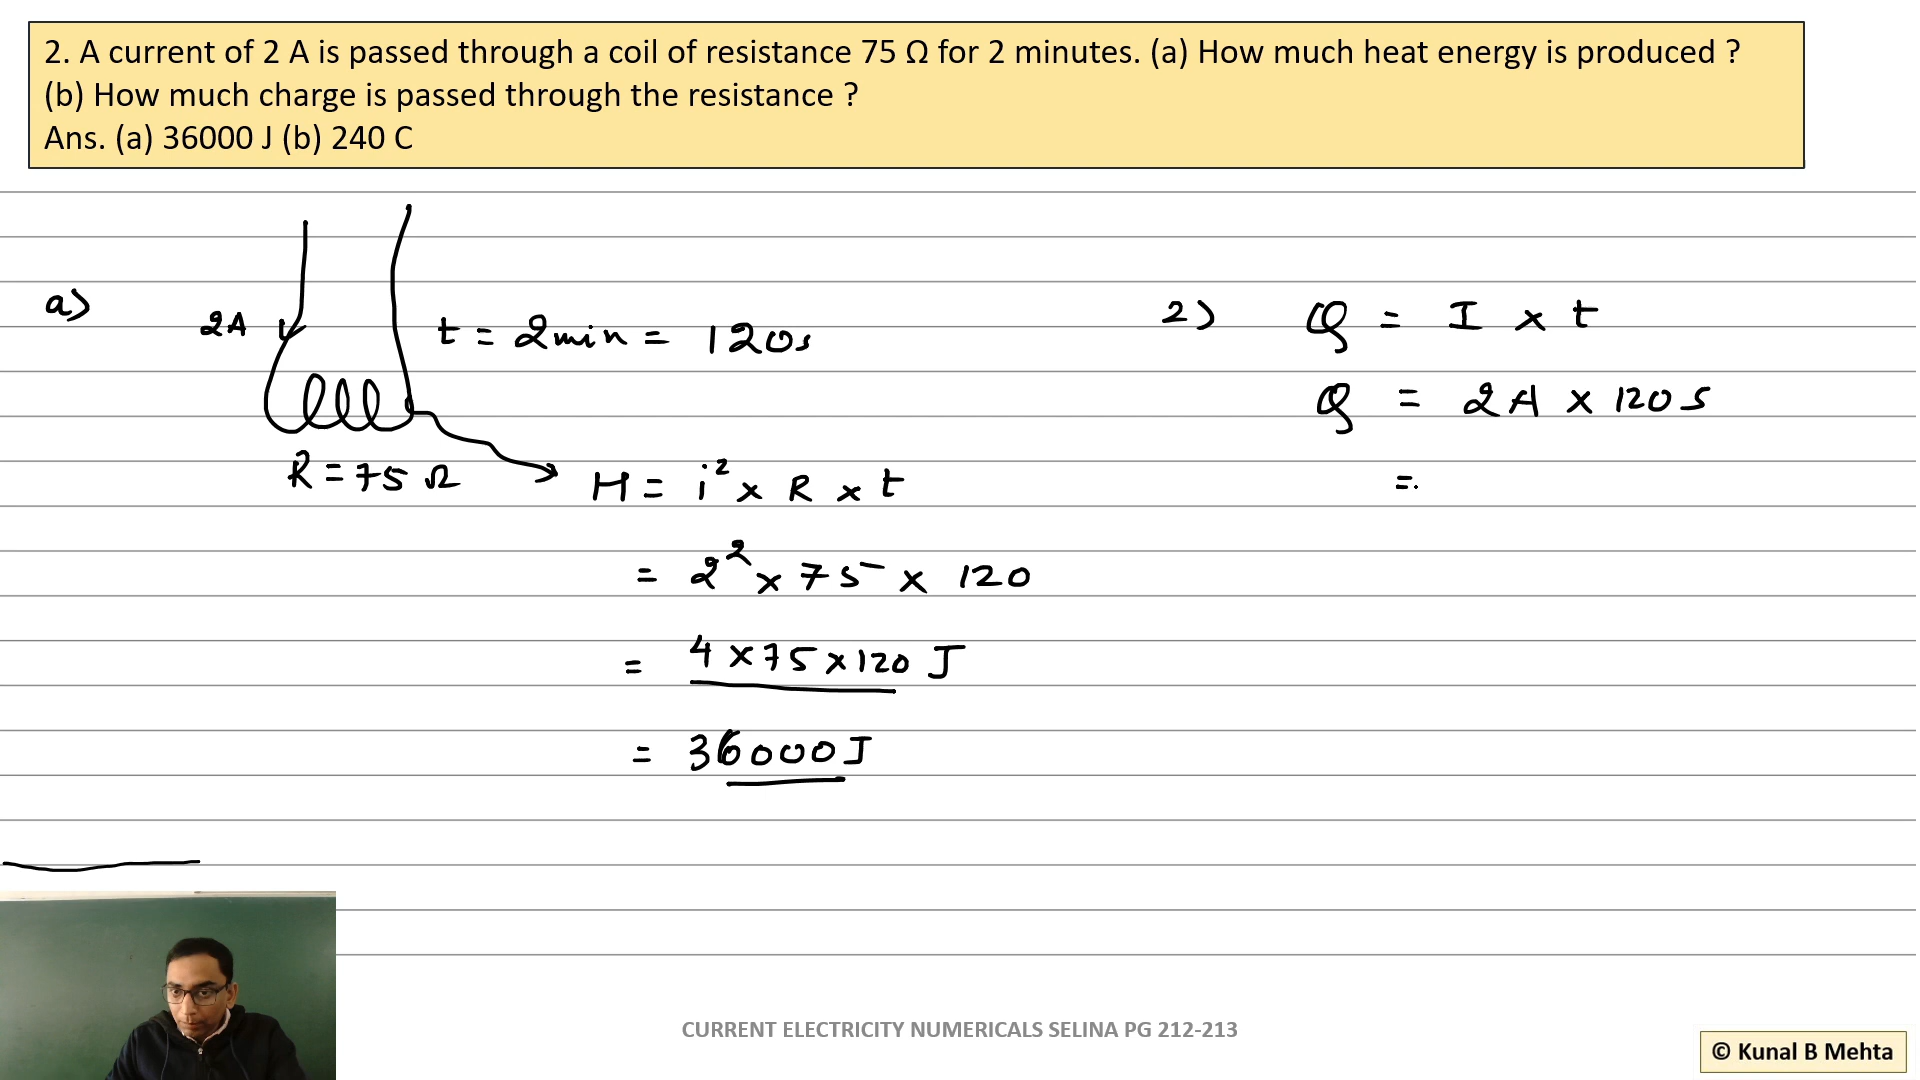 2. A current of 2 A is passed through a coil of resistance 75 Ω for 2 minutes. (a) How much heat energy is produced ?
(b) How much charge is passed through the resistance ?
Ans. (a) 36000 J (b) 240 C
a)
2A
t = 2min = 120s
R = 75 Ω
H = i² x R x t
= 2² x 75 x 120
= 4 x 75 x 120 J
= 36000 J
2) Q = I x t
Q = 2A x 120 s
=.
CURRENT ELECTRICITY NUMERICALS SELINA PG 212-213
© Kunal B Mehta